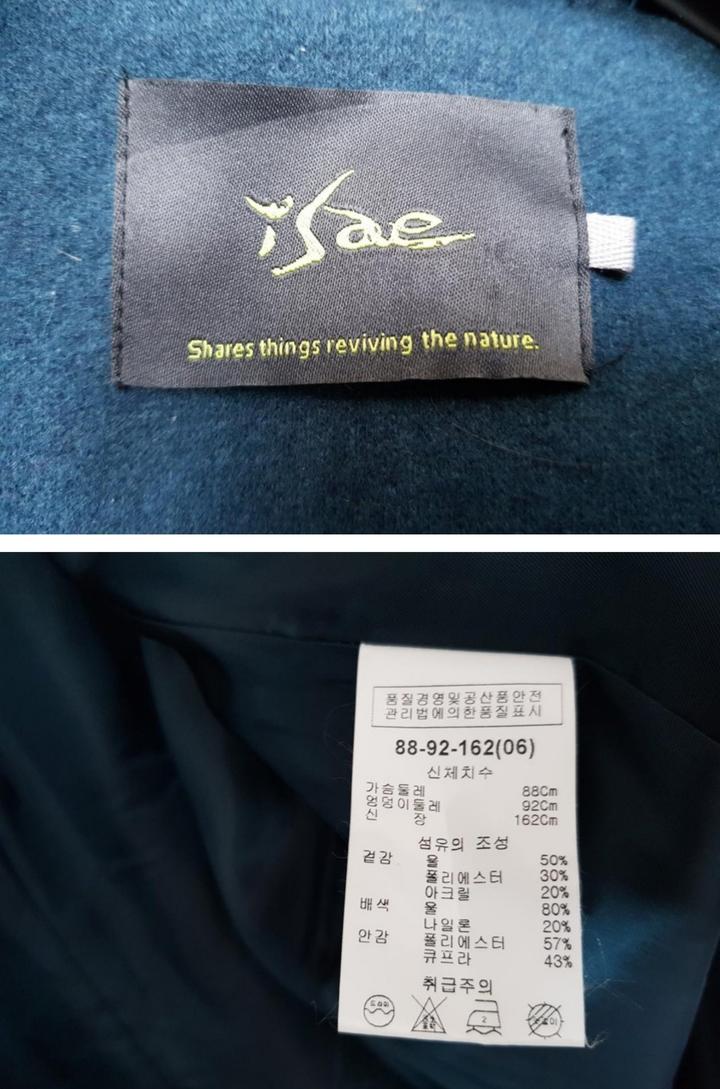 isae
Shares things reviving the nature.
품질경영및공산품안전
관리법에의한품질표시
88-92-162(06)
신체치수
가슴둘레 88Cm
엉덩이둘레 92Cm
신 장 162Cm
섬유의 조성
겉감 울 50%
폴리에스터 30%
아크릴 20%
배색 울 80%
나일론 20%
안감 폴리에스터 57%
큐프라 43%
취급주의
드라이
2